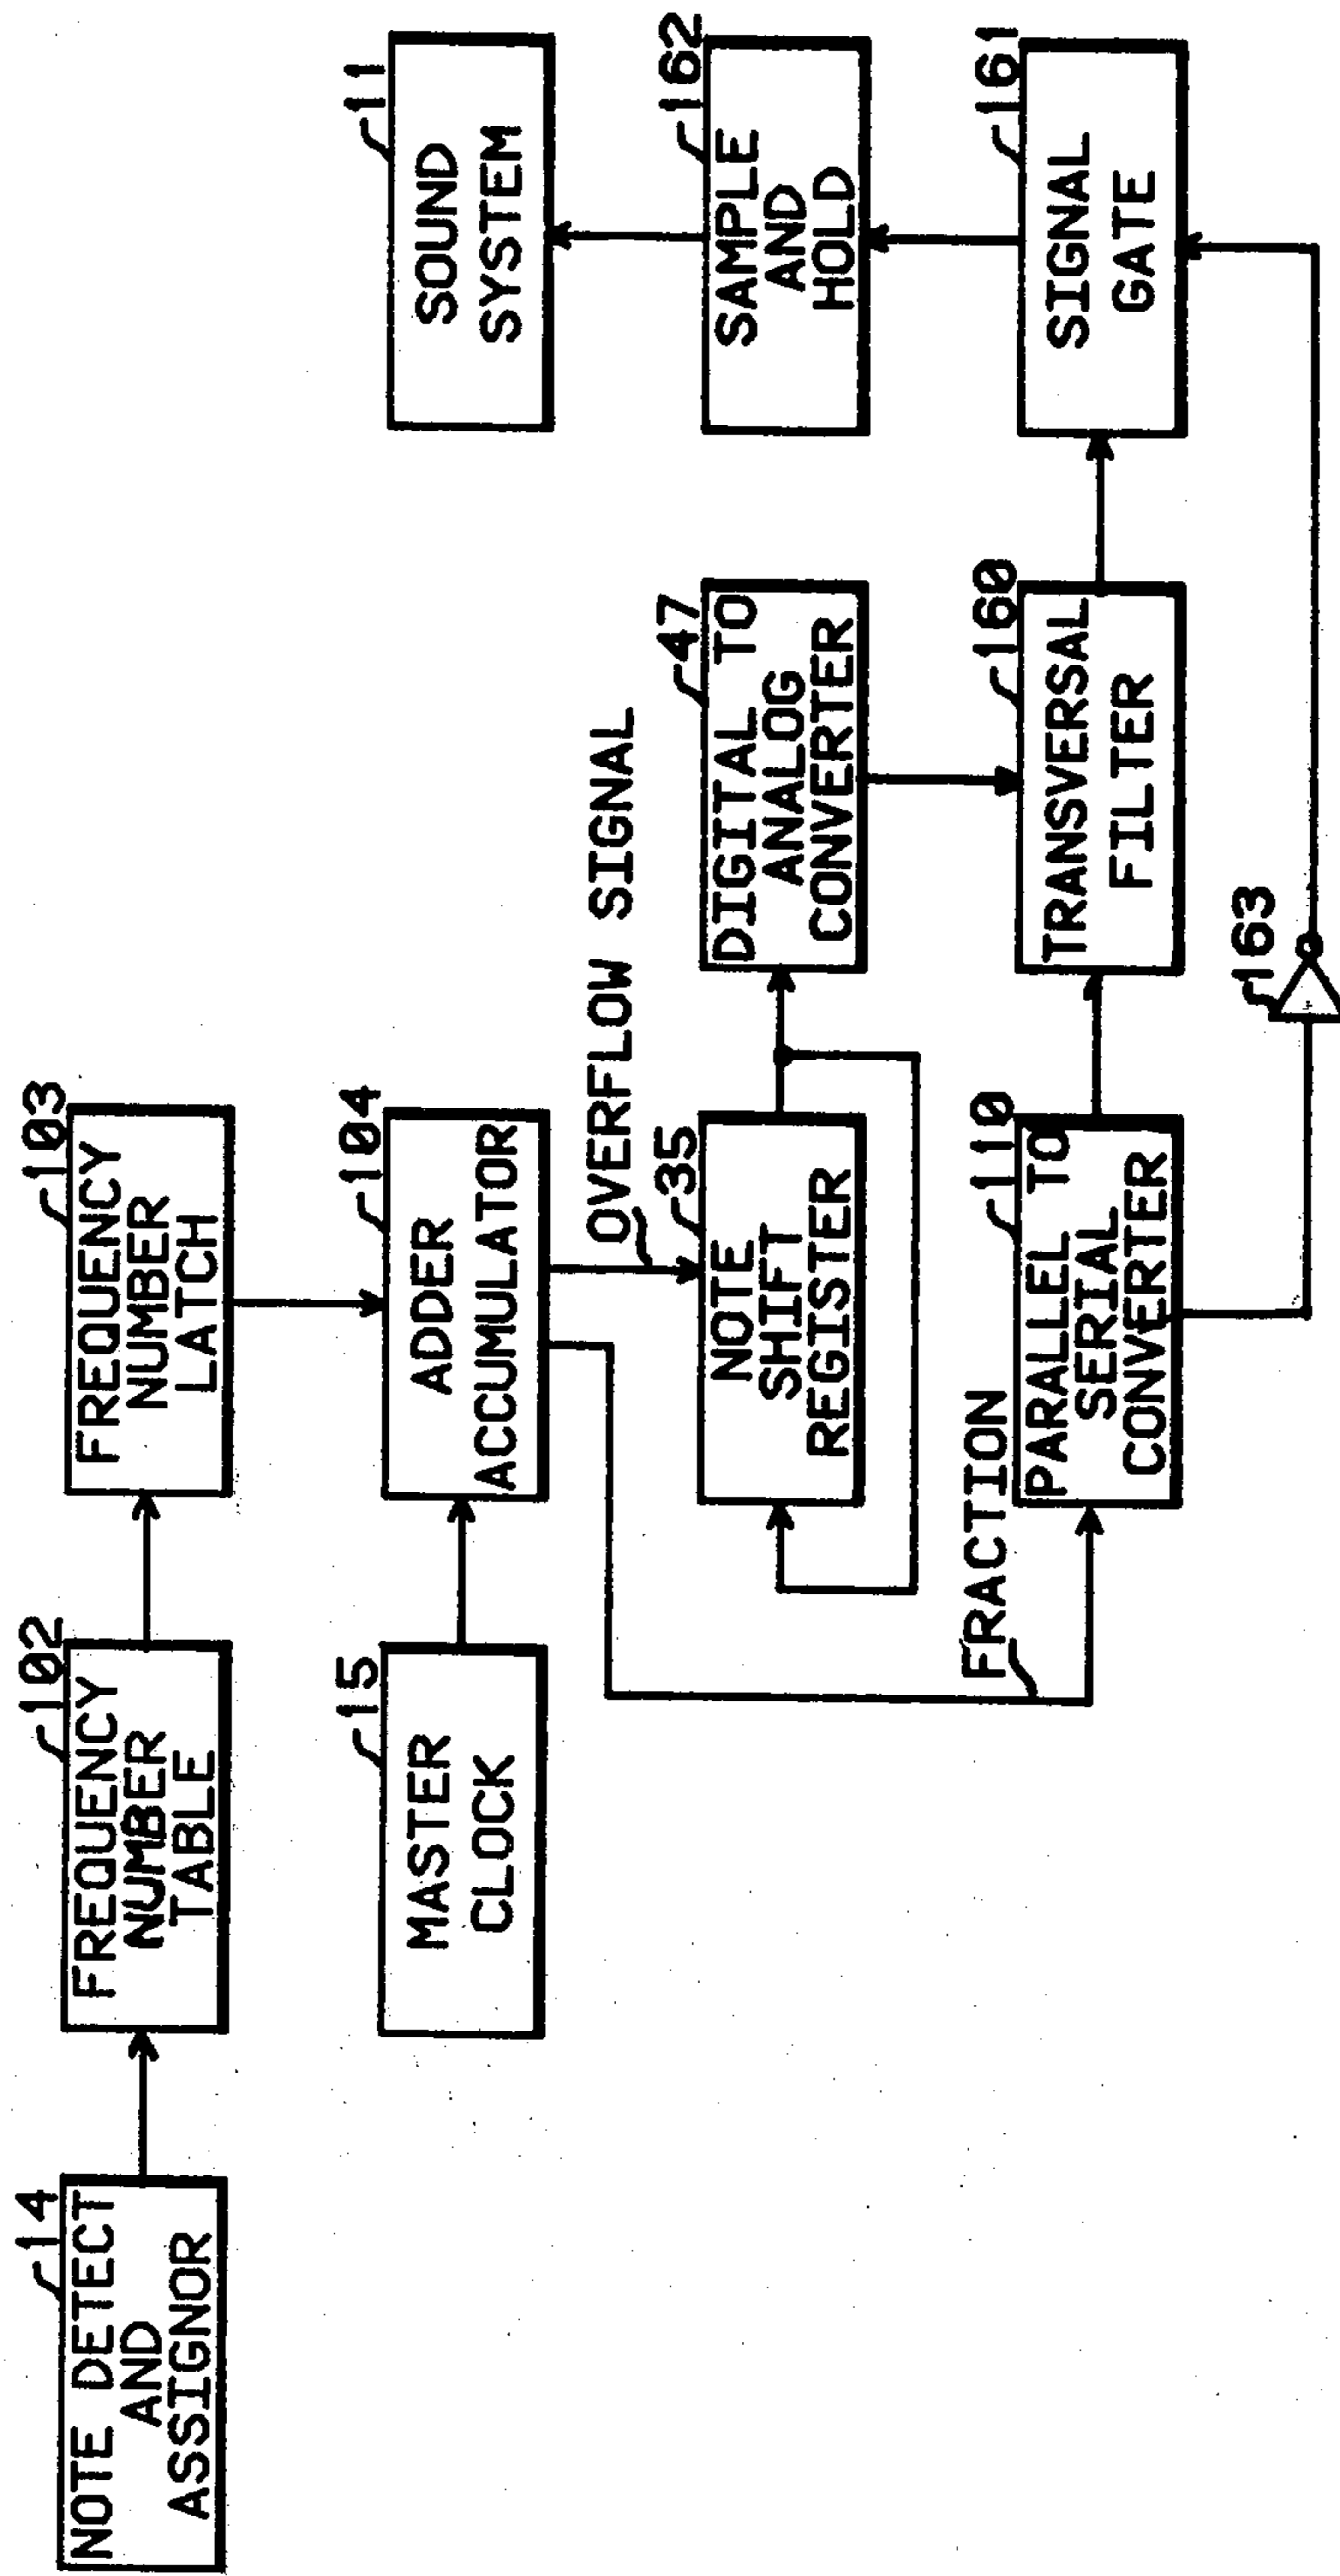 14
NOTE DETECT
AND
ASSIGNOR
102
FREQUENCY
NUMBER
TABLE
103
FREQUENCY
NUMBER
LATCH
15
MASTER
CLOCK
104
ADDER
ACCUMULATOR
11
SOUND
SYSTEM
OVERFLOW SIGNAL
35
NOTE
SHIFT
REGISTER
47
DIGITAL TO
ANALOG
CONVERTER
162
SAMPLE
AND
HOLD
FRACTION
110
PARALLEL TO
SERIAL
CONVERTER
160
TRANSVERSAL
FILTER
161
SIGNAL
GATE
163